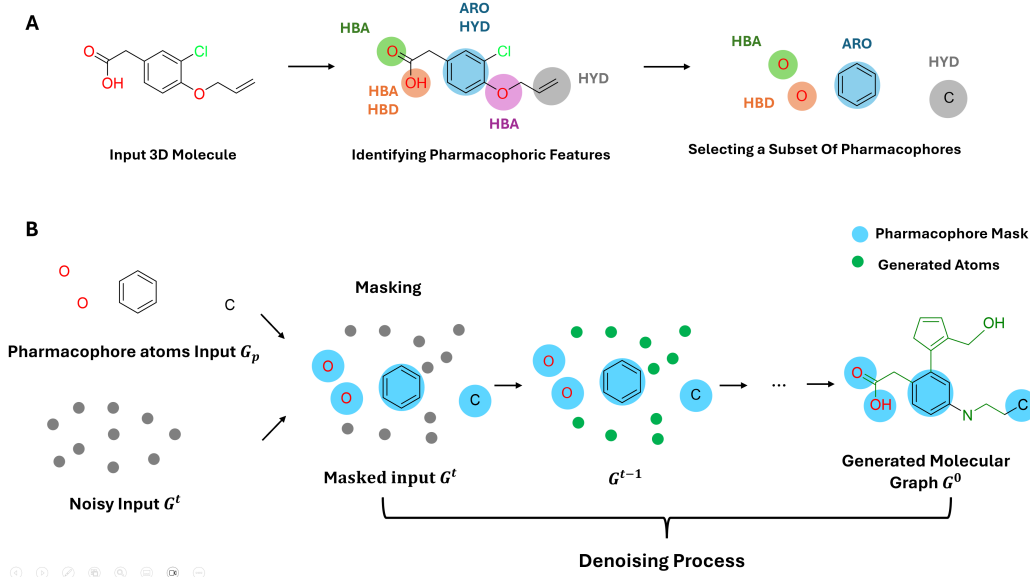 A
O
OH
Cl
O
Input 3D Molecule
HBA
ARO
HYD
O
OH
Cl
O
HBA
HBD
HBA
HYD
Identifying Pharmacophoric Features
HBA
O
HBD
O
ARO
HYD
C
Selecting a Subset Of Pharmacophores
B
Pharmacophore Mask
Generated Atoms
O
O
C
Pharmacophore atoms Input Gₚ
Noisy Input Gᵗ
Masking
O
O
C
Masked input Gᵗ
O
O
C
Gᵗ⁻¹
...
OH
O
OH
N
C
Generated Molecular
Graph G⁰
Denoising Process